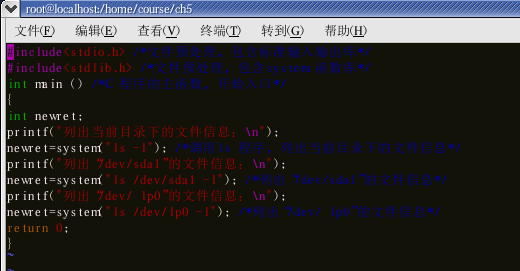 root@localhost:/home/course/ch5
文件(F) 编辑(E) 查看(V) 终端(T) 转到(G) 帮助(H)
#include<stdio.h> /*文件预处理，包含标准输入输出库*/
#include<stdlib.h> /*文件预处理，包含system函数库*/
int main () /*C程序的主函数，开始入口*/
{
int newret;
printf("列出当前目录下的文件信息：\n");
newret=system("ls -l"); /*调用ls程序，列出当前目录下的文件信息*/
printf("列出“/dev/sda1”的文件信息：\n");
newret=system("ls /dev/sda1 -l"); /*列出“/dev/sda1”的文件信息*/
printf("列出“/dev/ lp0”的文件信息：\n");
newret=system("ls /dev/lp0 -l"); /*列出“/dev/ lp0”的文件信息*/
return 0;
}
~
~